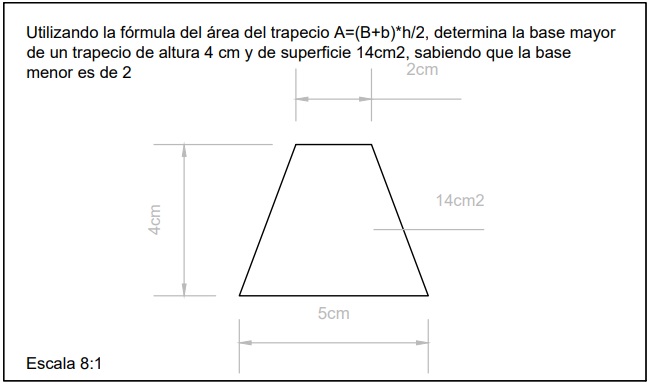 Utilizando la fórmula del área del trapecio A=(B+b)*h/2, determina la base mayor
de un trapecio de altura 4 cm y de superficie 14cm2, sabiendo que la base
menor es de 2
2cm
4cm
14cm2
5cm
Escala 8:1